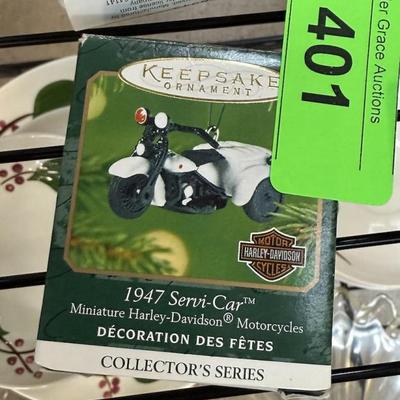 er Grace Auctions
401
KEEPSAKE
ORNAMENT
MOTOR
HARLEY-DAVIDSON
CYCLES
1947 Servi-Car™
Miniature Harley-Davidson® Motorcycles
DÉCORATION DES FÊTES
COLLECTOR'S SERIES